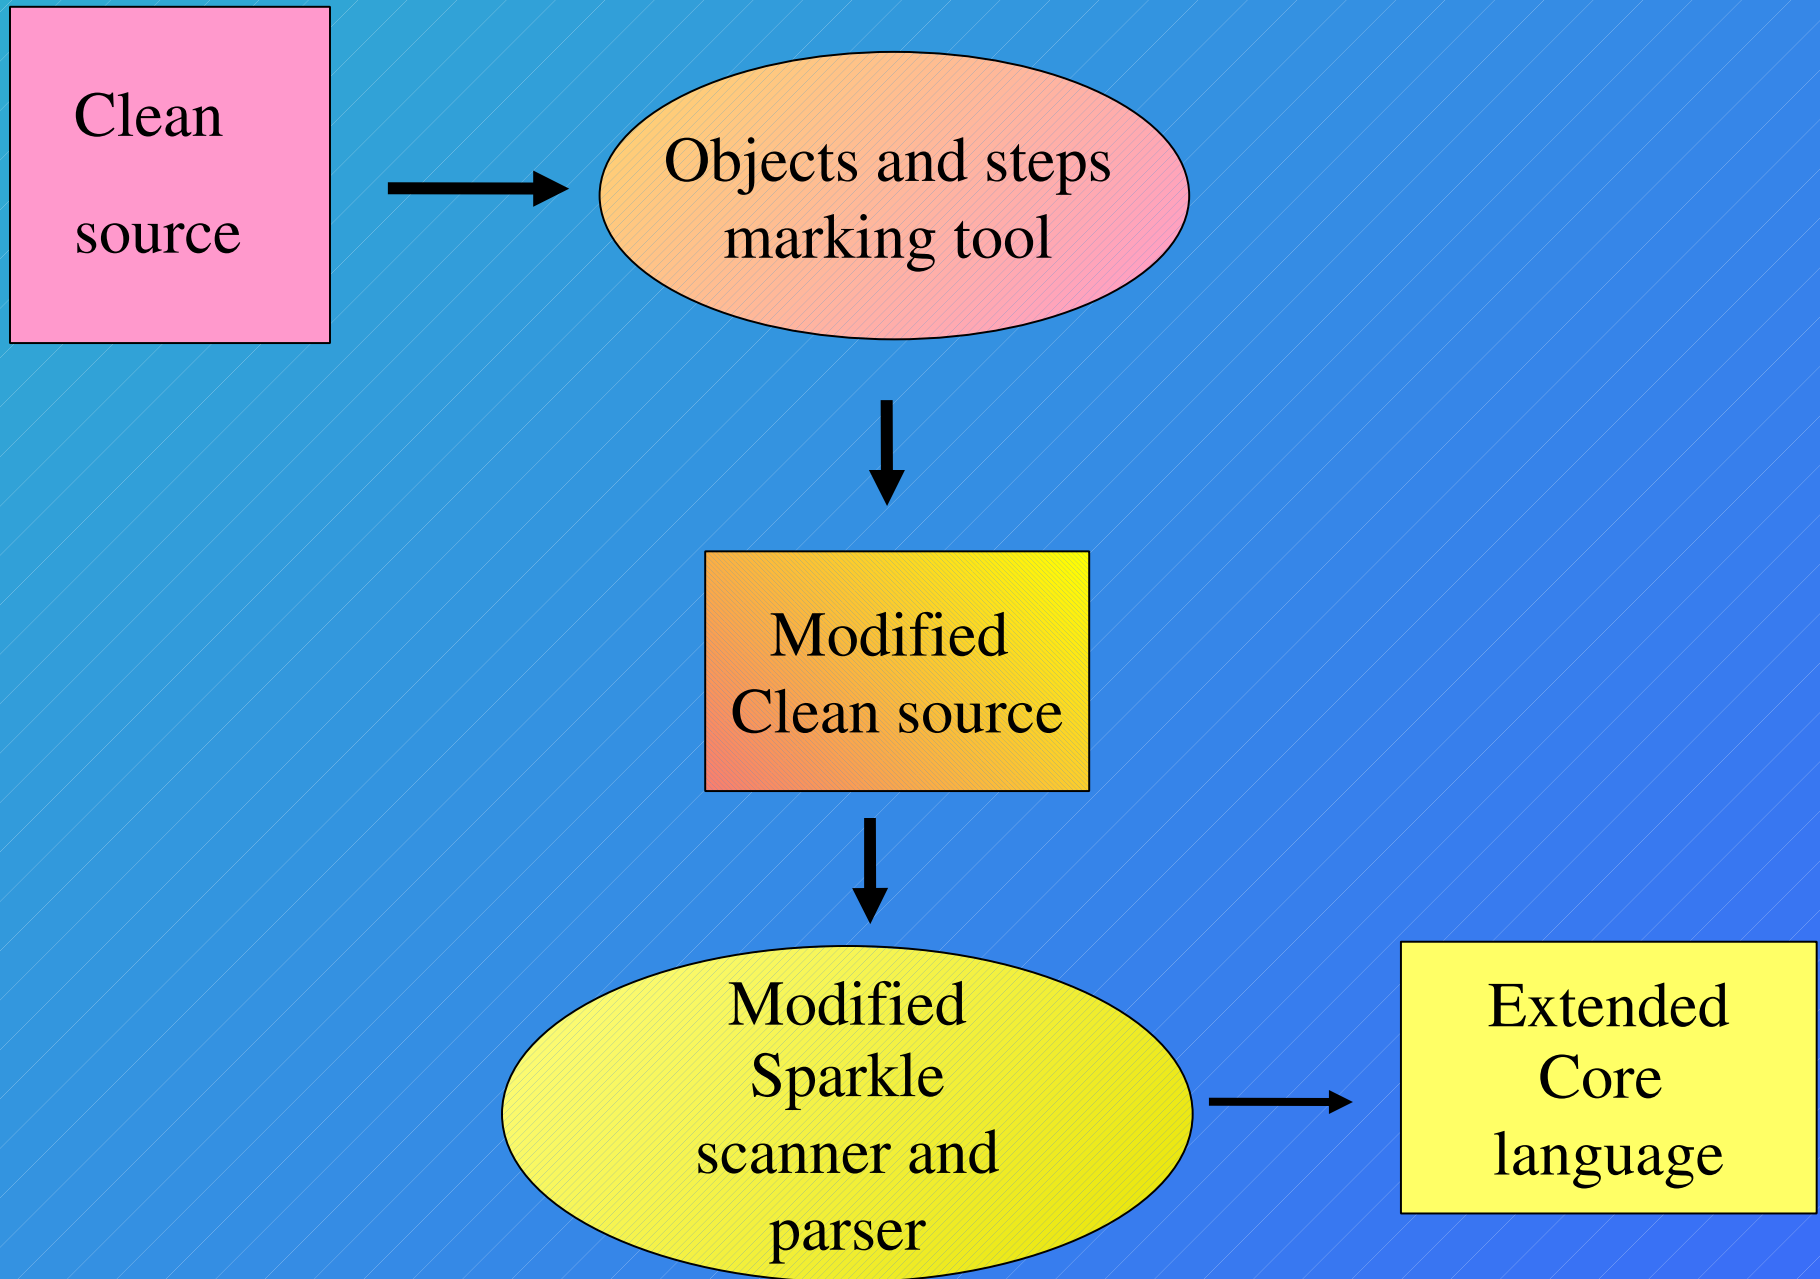 Clean
source
Objects and steps
marking tool
Modified
Clean source
Modified
Sparkle
scanner and
parser
Extended
Core
language